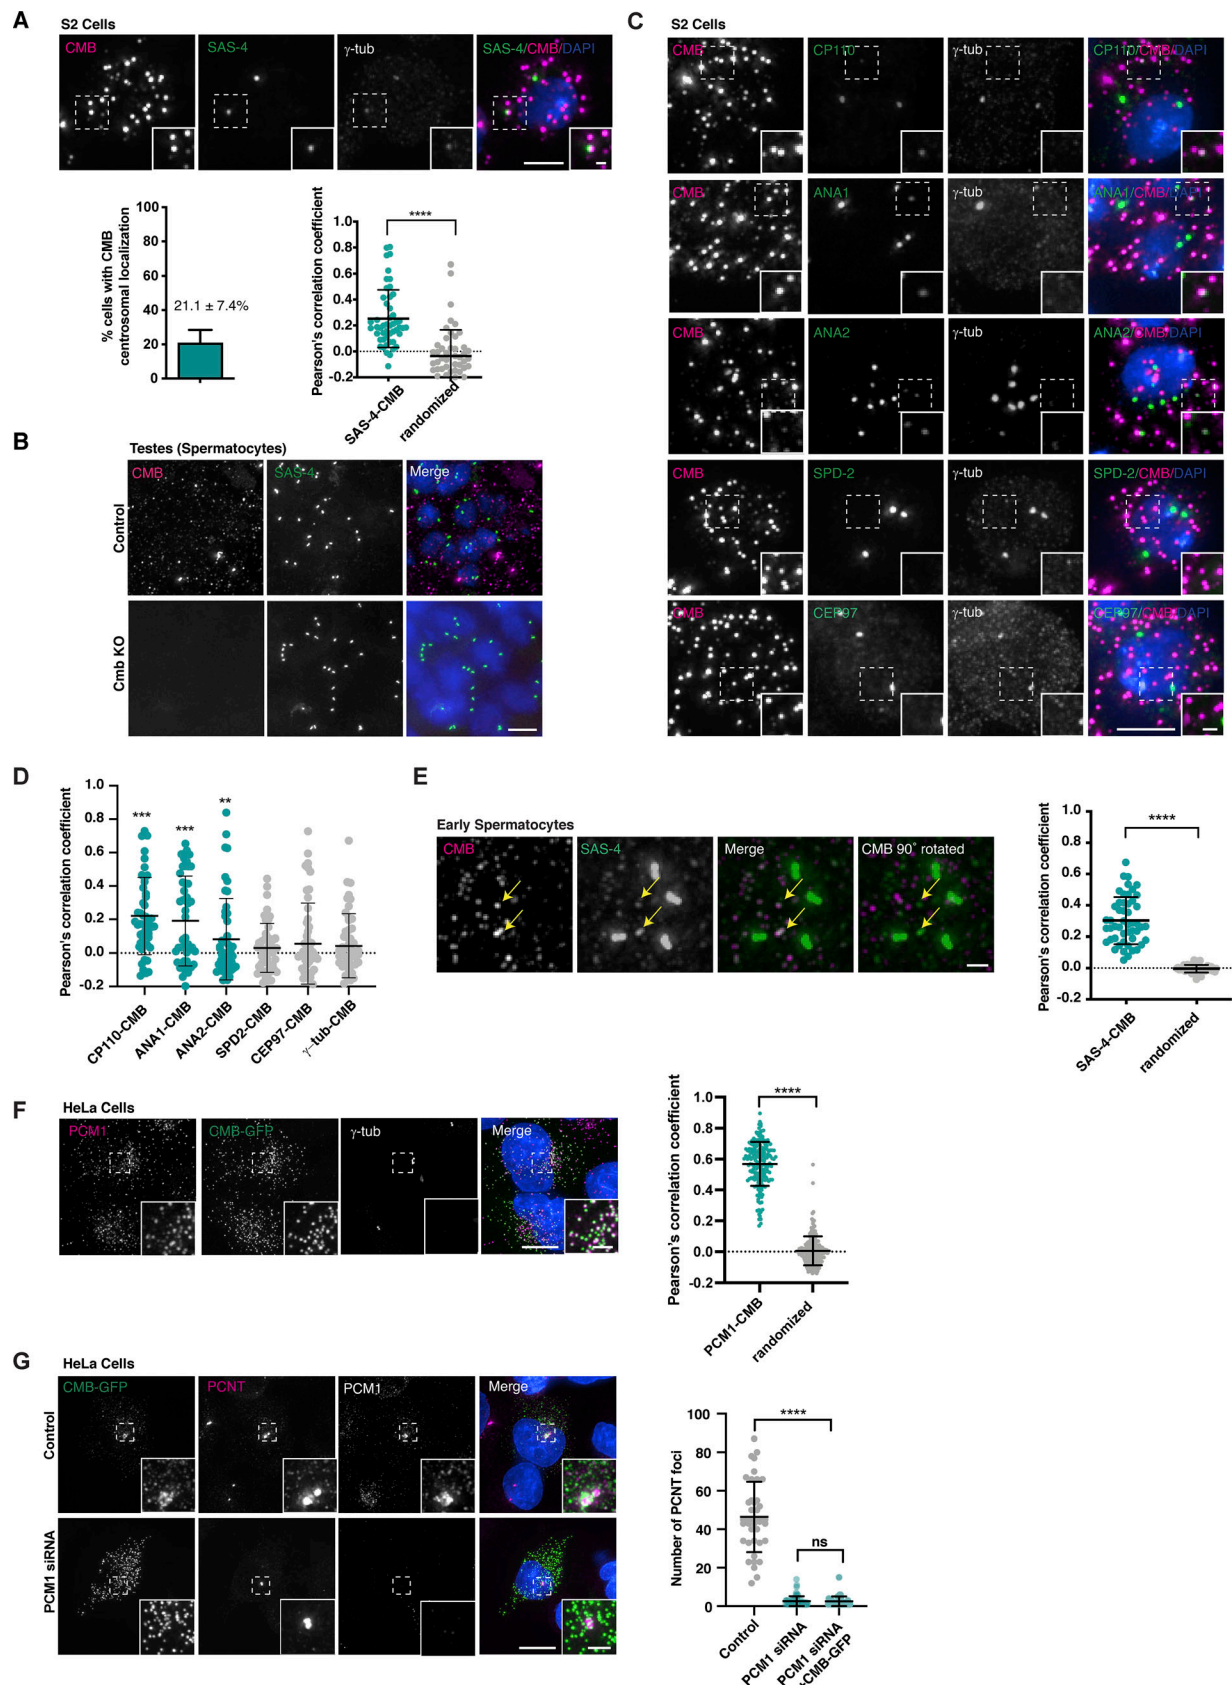 A
S2 Cells
CMB
SAS-4
γ-tub
SAS-4/CMB/DAPI
% cells with CMB
centrosomal localization
100
80
60
40
20
0
21.1 ± 7.4%
Pearson's correlation coefficient
1.0
0.8
0.6
0.4
0.2
0.0
-0.2
****
SAS-4-CMB
randomized
B
Testes (Spermatocytes)
CMB
SAS-4
Merge
Control
Cmb KO
C
S2 Cells
CMB
CP110
γ-tub
CP110/CMB/DAPI
CMB
ANA1
γ-tub
ANA1/CMB/DAPI
CMB
ANA2
γ-tub
ANA2/CMB/DAPI
CMB
SPD-2
γ-tub
SPD-2/CMB/DAPI
CMB
CEP97
γ-tub
CEP97/CMB/DAPI
D
Pearson's correlation coefficient
1.0
0.8
0.6
0.4
0.2
0.0
-0.2
***
***
**
CP110-CMB
ANA1-CMB
ANA2-CMB
SPD2-CMB
CEP97-CMB
γ-tub-CMB
E
Early Spermatocytes
CMB
SAS-4
Merge
CMB 90° rotated
Pearson's correlation coefficient
1.0
0.8
0.6
0.4
0.2
0.0
-0.2
****
SAS-4-CMB
randomized
F
HeLa Cells
PCM1
CMB-GFP
γ-tub
Merge
Pearson's correlation coefficient
1.0
0.8
0.6
0.4
0.2
0.0
-0.2
****
PCM1-CMB
randomized
G
HeLa Cells
CMB-GFP
PCNT
PCM1
Merge
Control
PCM1 siRNA
Number of PCNT foci
100
80
60
40
20
0
****
ns
Control
PCM1 siRNA
PCM1 siRNA
+CMB-GFP